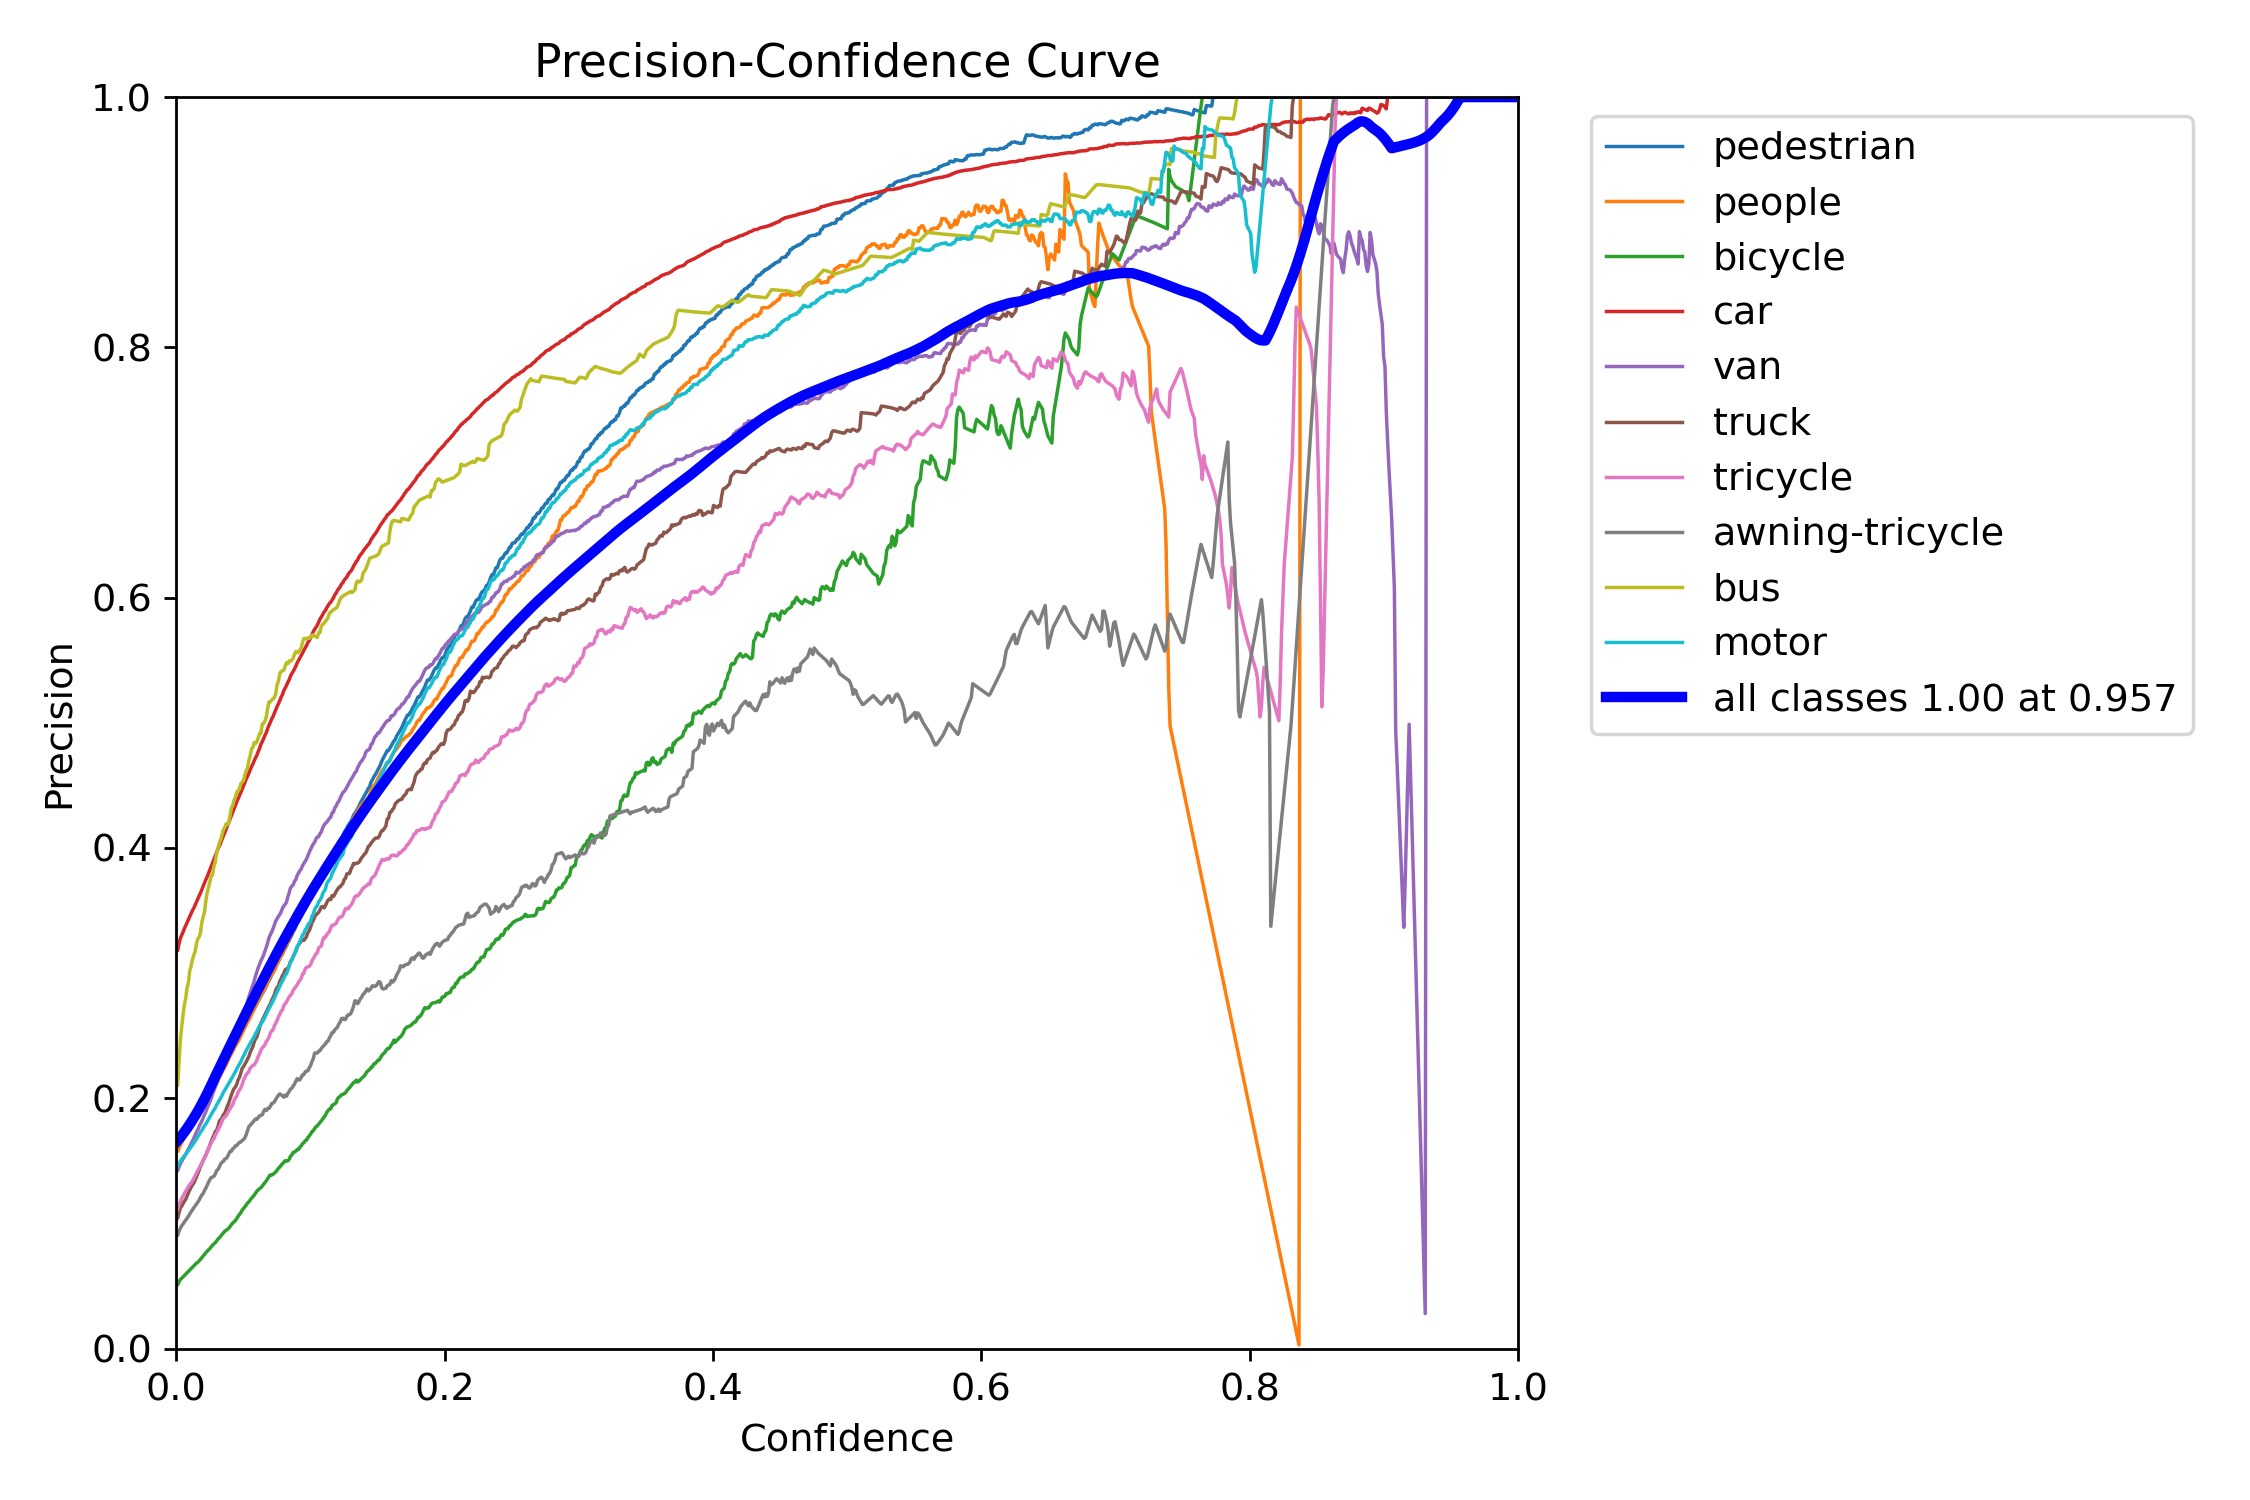 Precision-Confidence Curve
1.0
0.8
0.6
0.4
0.2
0.0
Precision
0.0 0.2 0.4 0.6 0.8 1.0
Confidence
pedestrian
people
bicycle
car
van
truck
tricycle
awning-tricycle
bus
motor
all classes 1.00 at 0.957